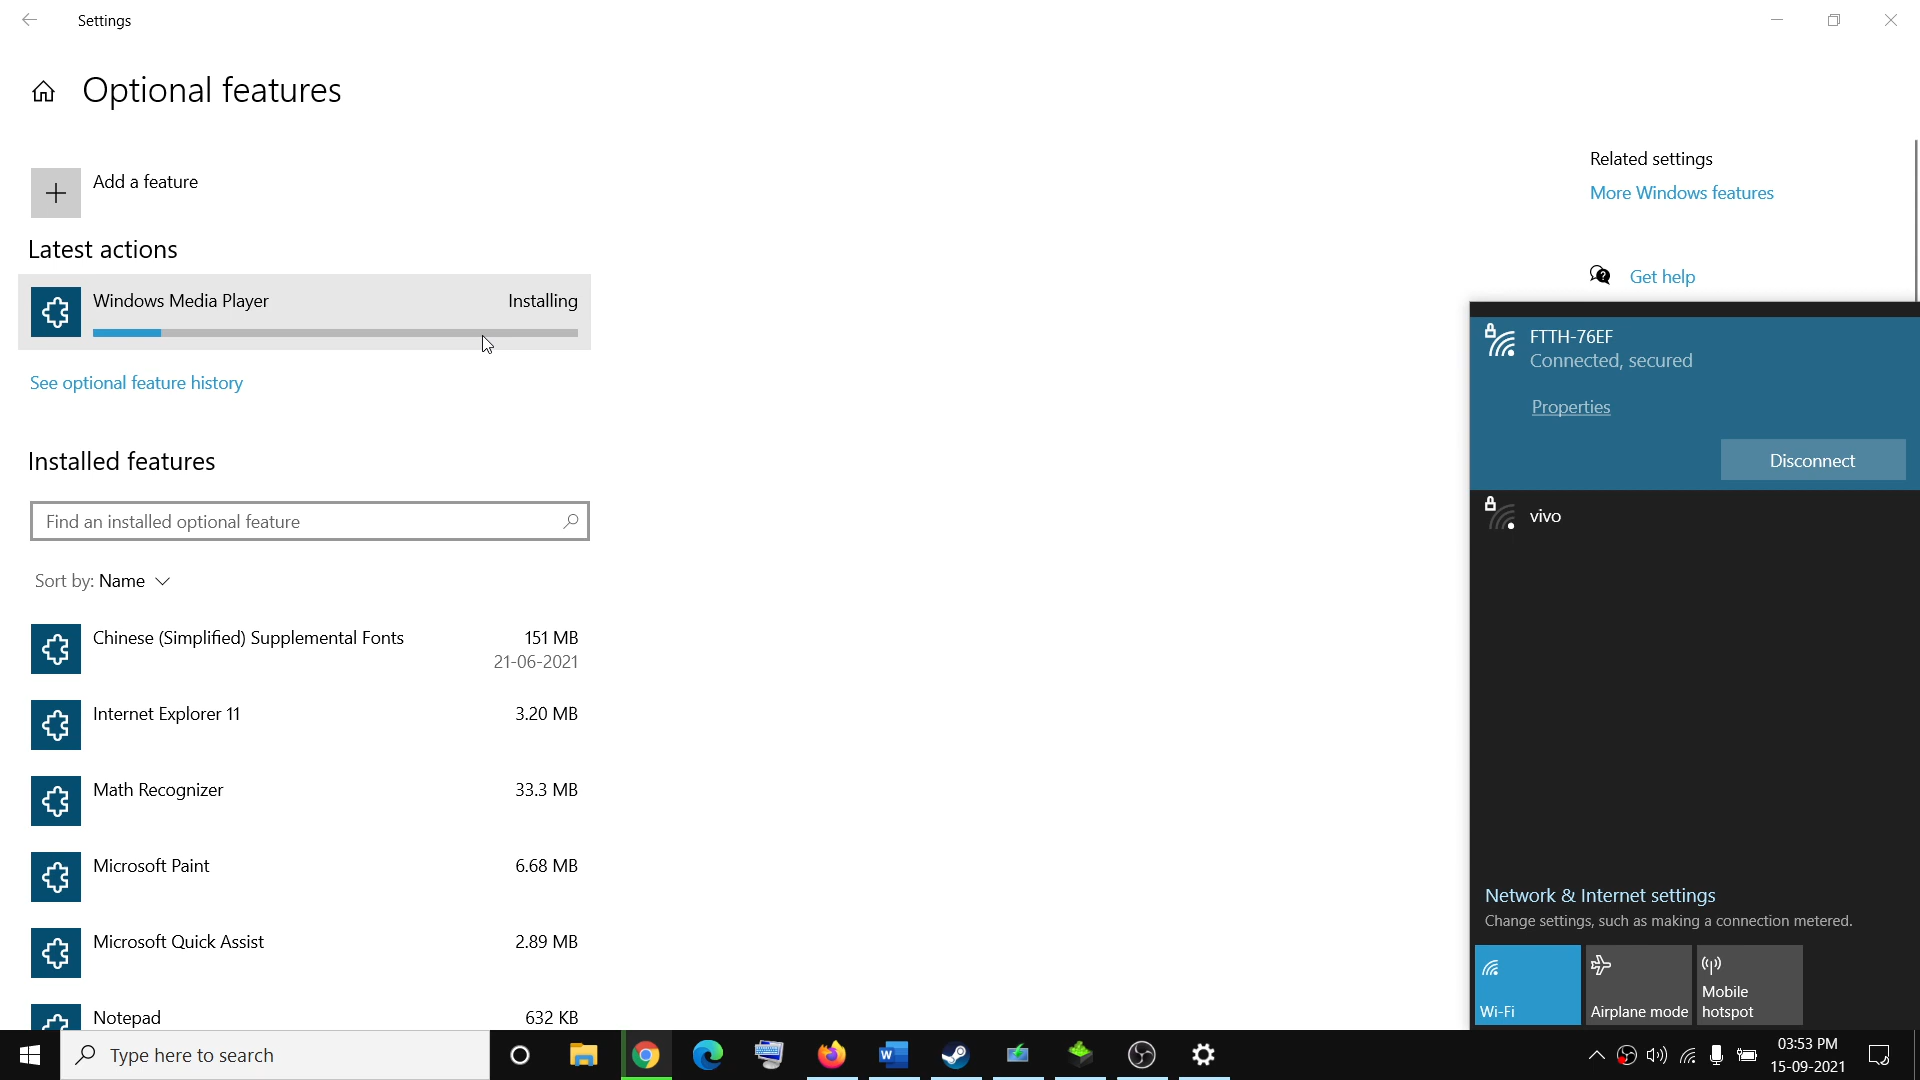 Settings
Optional features
Add a feature
Latest actions
Windows Media Player
Installing
See optional feature history
Installed features
Find an installed optional feature
Sort by: Name
Chinese (Simplified) Supplemental Fonts
151 MB
21-06-2021
Internet Explorer 11
3.20 MB
Math Recognizer
33.3 MB
Microsoft Paint
6.68 MB
Microsoft Quick Assist
2.89 MB
Notepad
632 KB
Related settings
More Windows features
Get help
FTTH-76EF
Connected, secured
Properties
Disconnect
vivo
Network & Internet settings
Change settings, such as making a connection metered.
Wi-Fi
Airplane mode
Mobile
hotspot
Type here to search
03:53 PM
15-09-2021